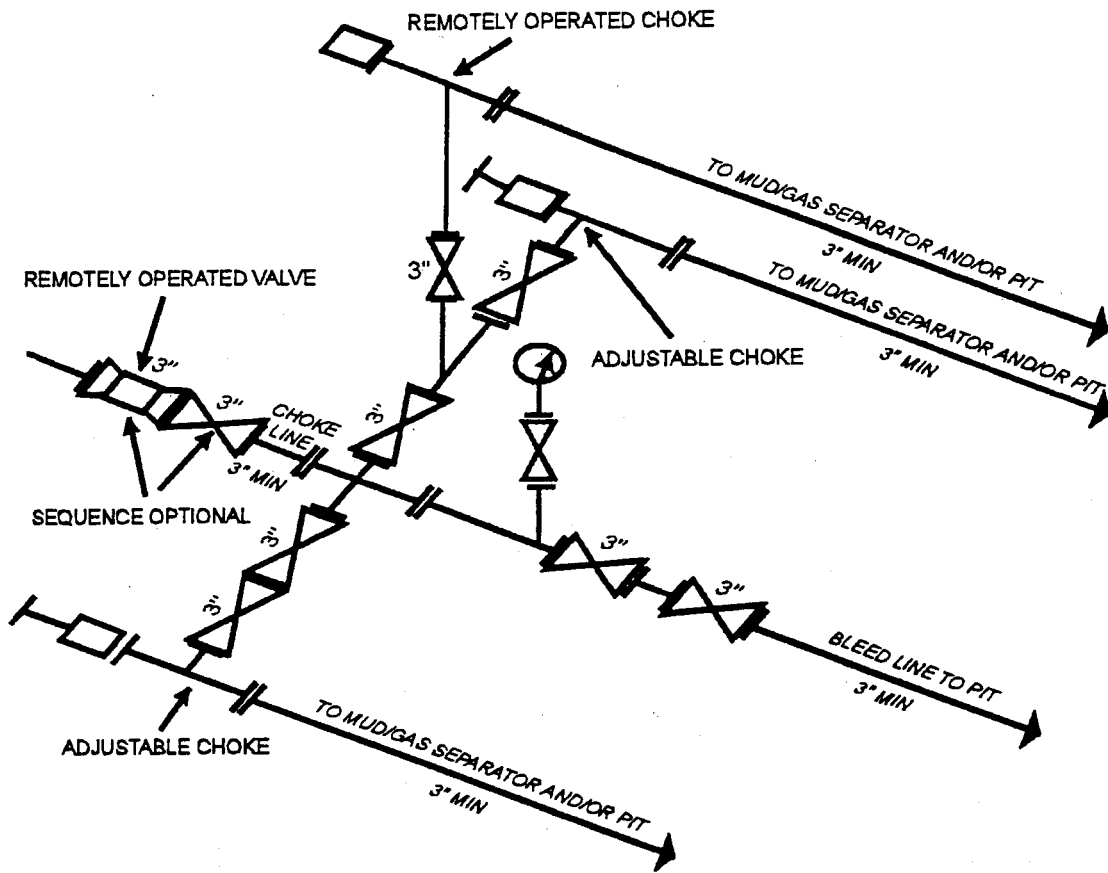 REMOTELY OPERATED CHOKE
TO MUD/GAS SEPARATOR AND/OR PIT
3" MIN
TO MUD/GAS SEPARATOR AND/OR PIT
3" MIN
3"
3"
REMOTELY OPERATED VALVE
ADJUSTABLE CHOKE
3"
3"
CHOKE
LINE
3" MIN
3"
SEQUENCE OPTIONAL
3"
3"
3"
3"
BLEED LINE TO PIT
3" MIN
ADJUSTABLE CHOKE
TO MUD/GAS SEPARATOR AND/OR PIT
3" MIN